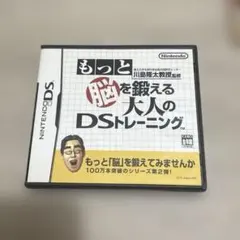 Nintendo
川島隆太教授監修
もっと
脳を鍛える
大人の
DSトレーニング
TM
NINTENDO DS
もっと「脳」を鍛えてみませんか
100万本突破のシリーズ第2弾!